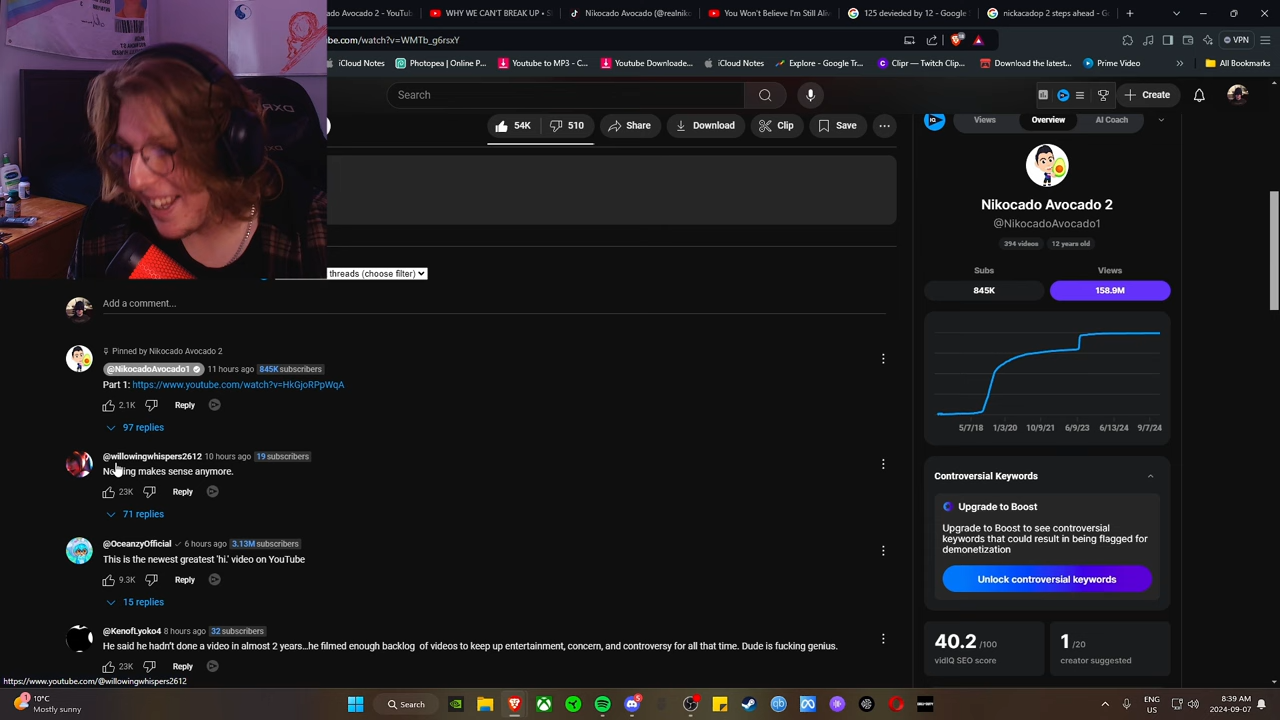 ado Avocado 2 - YouTub
WHY WE CAN'T BREAK UP - S
Nikocado Avocado (@realnik
You Won't Believe I'm Still Ali
125 devieded by 12 - Google
nickacadop 2 steps ahead - G
be.com/watch?v=WMTb_g6rsxY
VPN
iCloud Notes
Photopea | Online P...
Youtube to MP3 - C...
Youtube Downloade...
iCloud Notes
Explore - Google Tr...
Clipr — Twitch Clip...
Dashboard | Creato...
Prime Video
All Bookmarks
Search
Create
54K
510
Share
Download
Clip
Save
Views
Overview
AI Coach
Nikocado Avocado 2
@NikocadoAvocado1
394 videos
12 years old
Subs
Views
845K
158.9M
threads (choose filter)
Add a comment...
Pinned by Nikocado Avocado 2
@NikocadoAvocado1 11 hours ago 845K subscribers
Part 1: https://www.youtube.com/watch?v=HkGjoRPpWqA
2.1K
Reply
97 replies
5/7/18
1/3/20
10/9/21
6/9/23
6/13/24
9/7/24
@willowingwhispers2612 10 hours ago 19 subscribers
makes sense anymore.
23K
Reply
71 replies
Controversial Keywords
Upgrade to Boost
Upgrade to Boost to see controversial
keywords that could result in being flagged for
demonetization
Unlock controversial keywords
@OceanzyOfficial 6 hours ago 3.13M subscribers
This is the newest greatest 'hi.' video on YouTube
9.3K
Reply
15 replies
@KenofLyoko4 8 hours ago 32 subscribers
He said he hadn't done a video in almost 2 years...he filmed enough backlog of videos to keep up entertainment, concern, and controversy for all that time. Dude is fucking genius.
23K
Reply
40.2 /100
vidIQ SEO score
1 /0
creator suggested
https://www.youtube.com/@willowingwhispers2612
10°C
Mostly sunny
Search
ENG
US
8:39 AM
2024-09-07